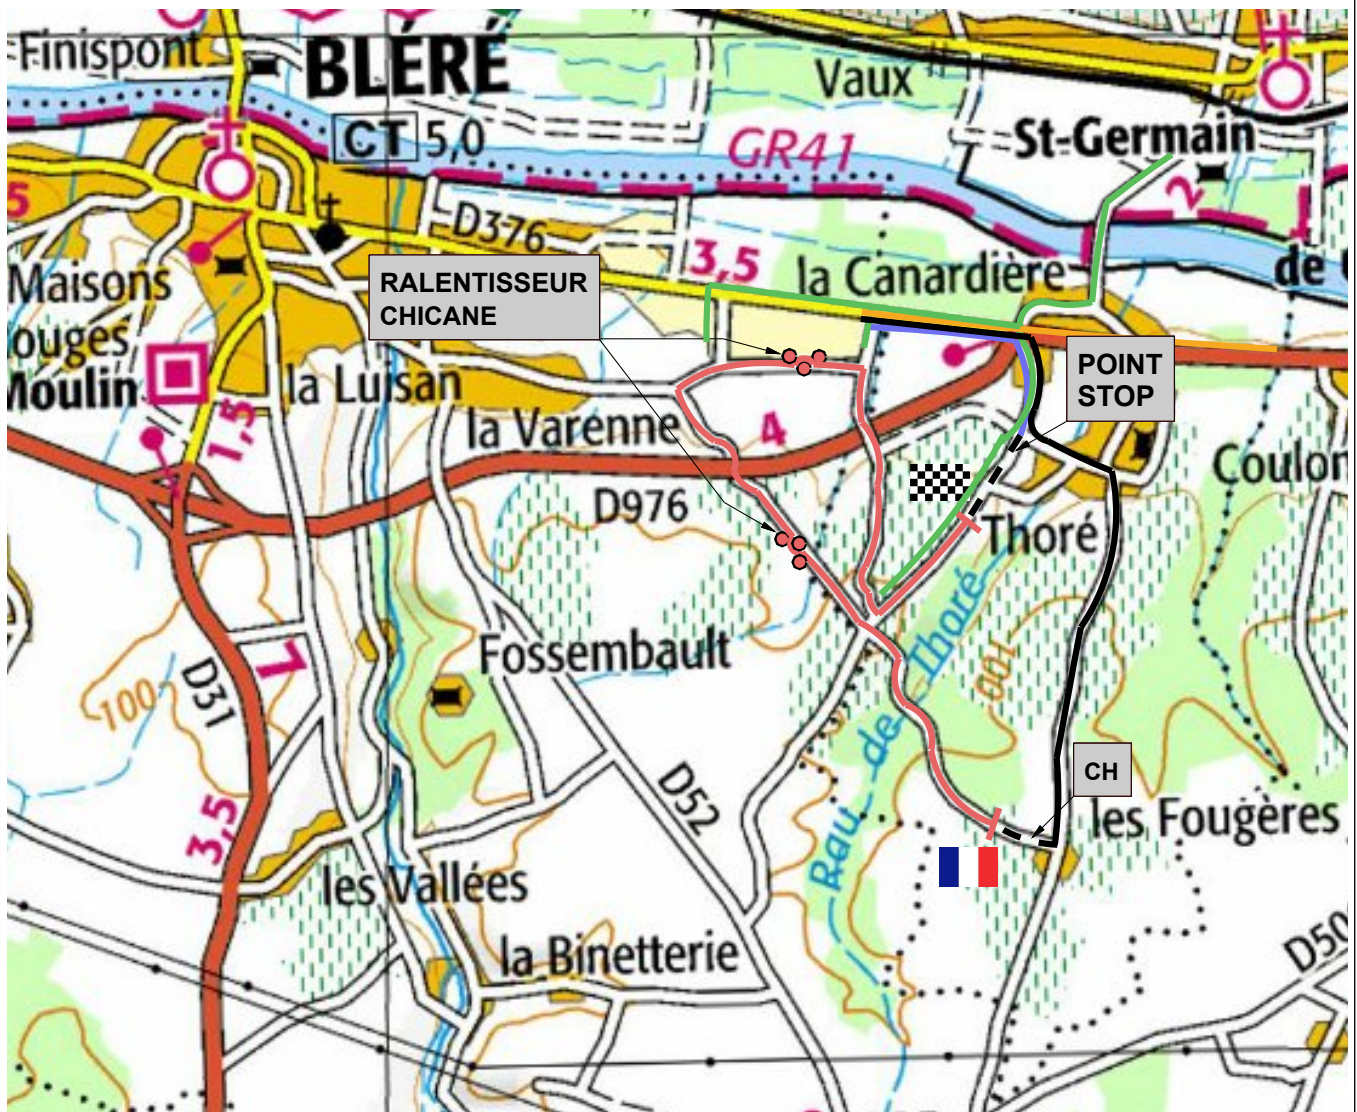 Finispont
BLÉRÉ
Vaux
CT 5,0
GR41
St-Germain
2
5
D376
3,5
la Canardière
de
Maisons
ouges
Moulin
RALENTISSEUR
CHICANE
POINT
STOP
la Luisan
1,5
la Varenne
4
D976
Coulon
Thoré
Fossembault
D31
7
100
100
Rau de Thoré
D52
3,5
CH
les Fougères
les Vallées
la Binetterie
D50